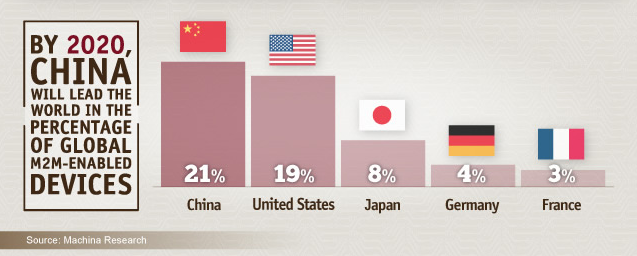 BY 2020,
CHINA
WILL LEAD THE
WORLD IN THE
PERCENTAGE
OF GLOBAL
M2M-ENABLED
DEVICES
21% 19% 8% 4% 3%
China United States Japan Germany France
Source: Machina Research